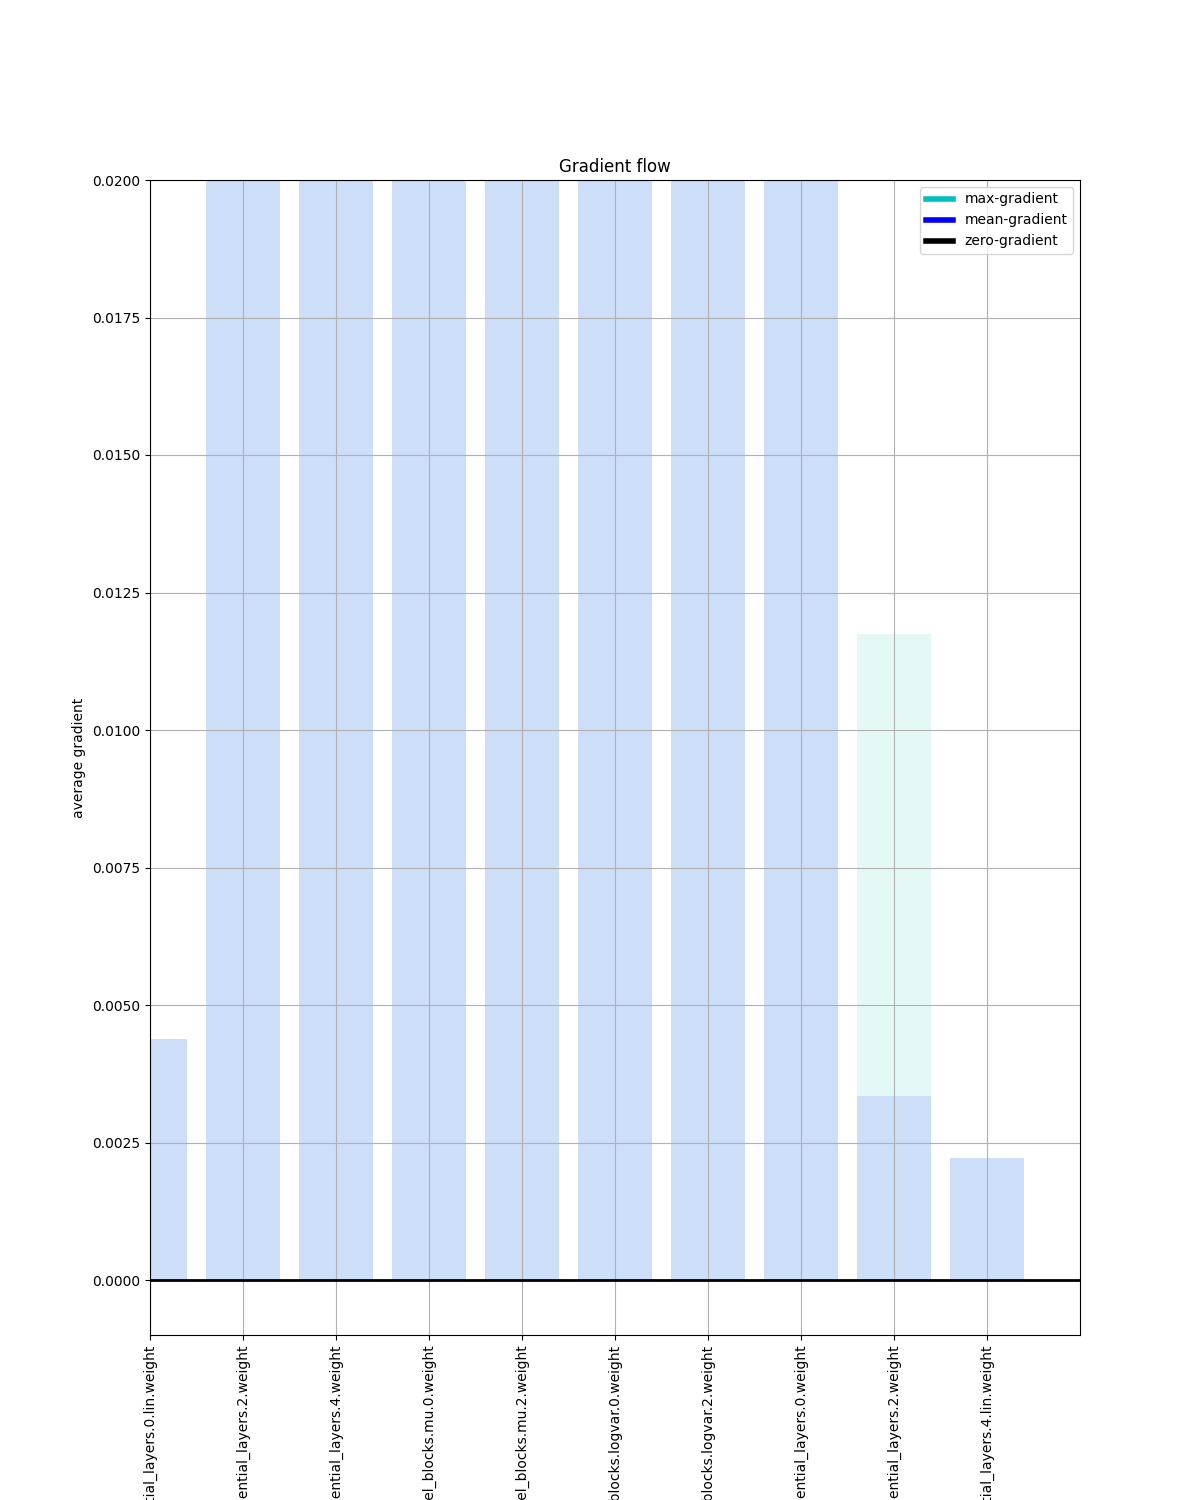 Gradient flow
max-gradient
mean-gradient
zero-gradient
0.0200
0.0175
0.0150
0.0125
0.0100
0.0075
0.0050
0.0025
0.0000
average gradient
tial_layers.0.lin.weight
ential_layers.2.weight
ential_layers.4.weight
el_blocks.mu.0.weight
el_blocks.mu.2.weight
blocks.logvar.0.weight
blocks.logvar.2.weight
ential_layers.0.weight
ential_layers.2.weight
tial_layers.4.lin.weight